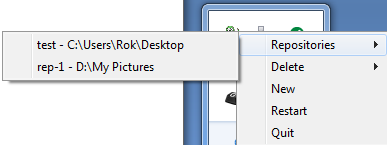 test - C:\Users\Rok\Desktop
rep-1 - D:\My Pictures
Repositories
Delete
New
Restart
Quit